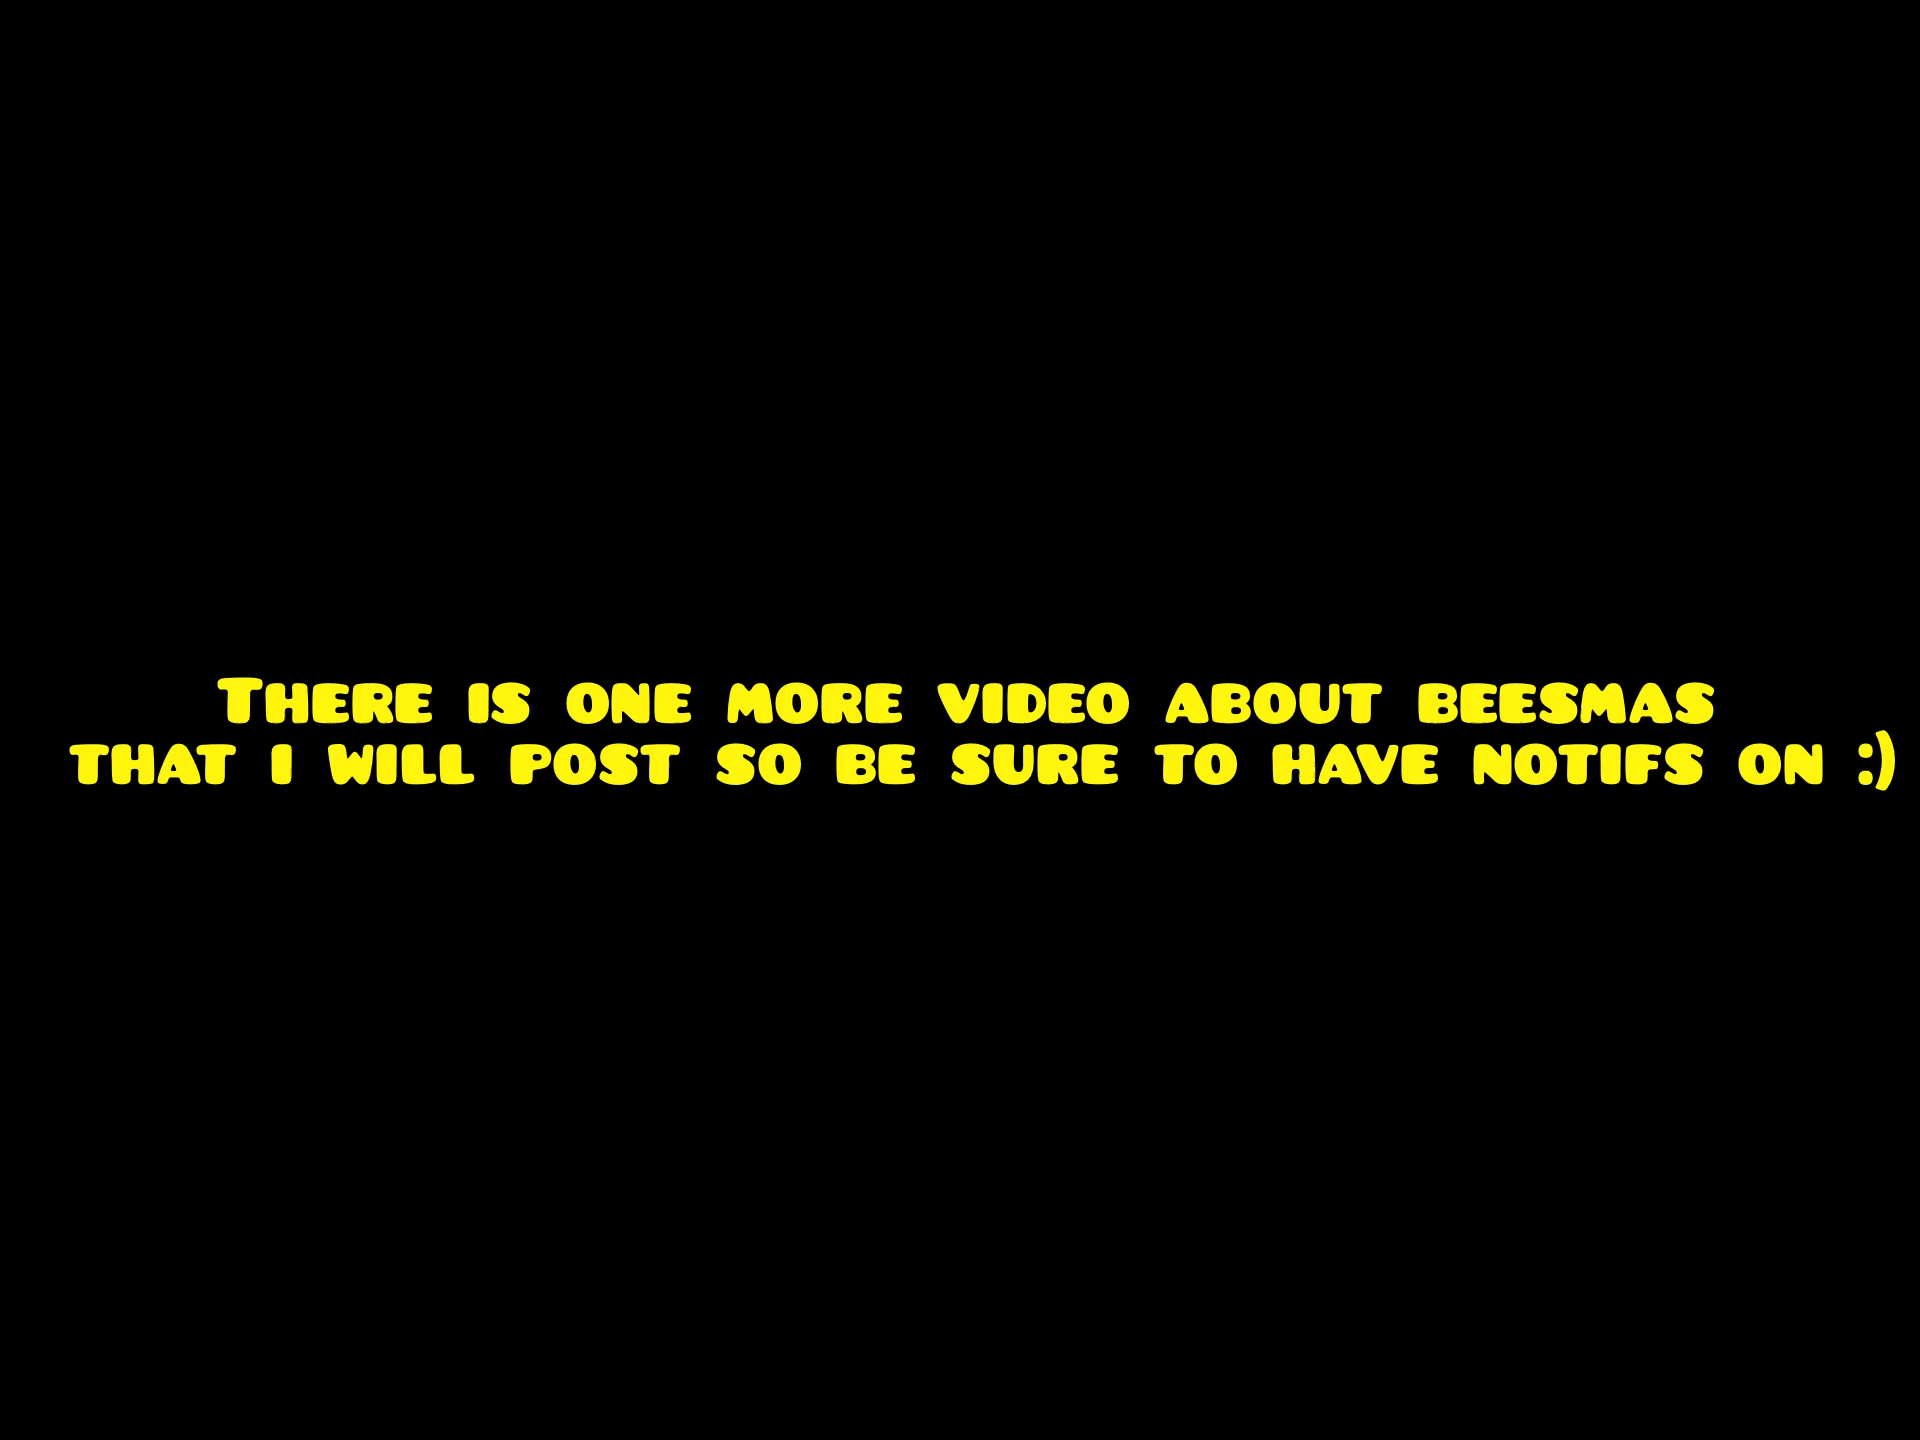 There is one more video about beesmas
that i will post so be sure to have notifs on :)